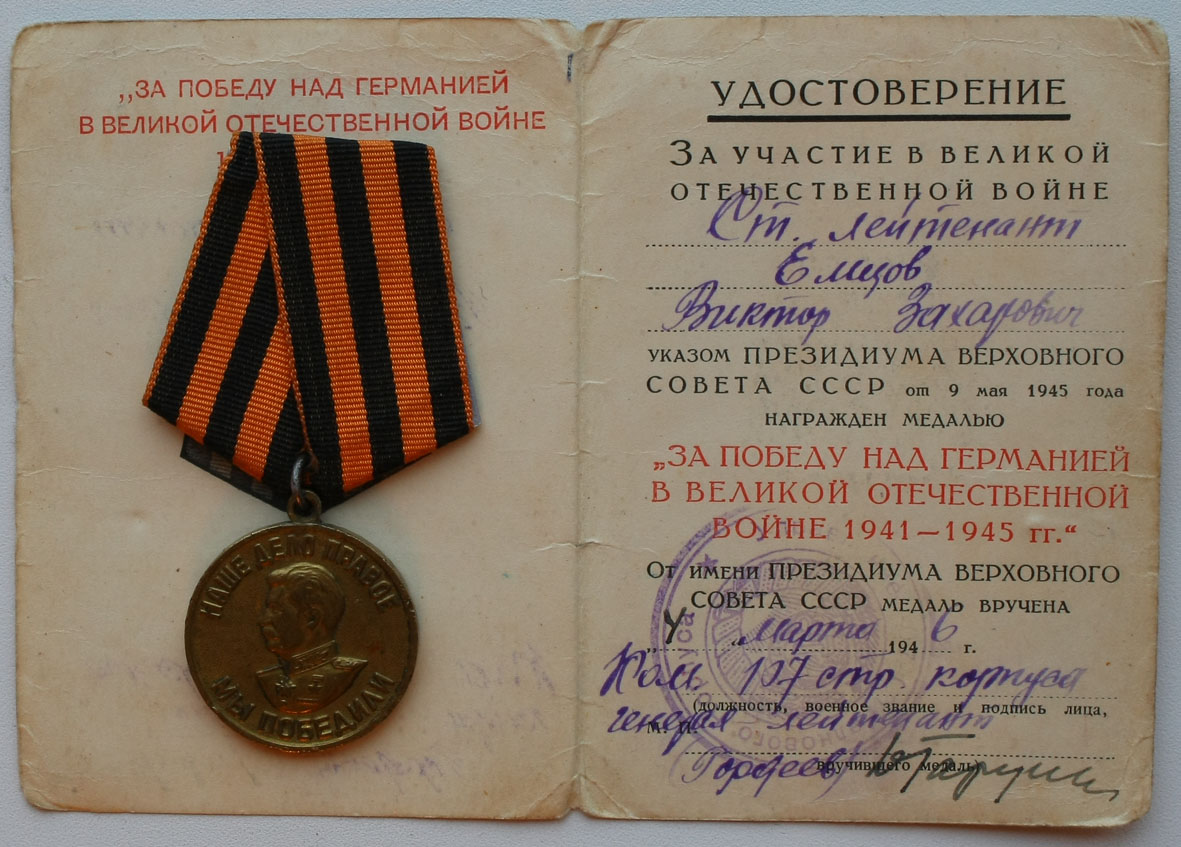 „ЗА ПОБЕДУ НАД ГЕРМАНИЕЙ
В ВЕЛИКОЙ ОТЕЧЕСТВЕННОЙ ВОЙНЕ
НАШЕ ДЕЛО ПРАВОЕ
МЫ ПОБЕДИЛИ
УДОСТОВЕРЕНИЕ
ЗА УЧАСТИЕ В ВЕЛИКОЙ
ОТЕЧЕСТВЕННОЙ ВОЙНЕ
Ст. лейтенант
Емцов
Виктор Захарович
УКАЗОМ ПРЕЗИДИУМА ВЕРХОВНОГО
СОВЕТА СССР от 9 мая 1945 года
НАГРАЖДЕН МЕДАЛЬЮ
„ЗА ПОБЕДУ НАД ГЕРМАНИЕЙ
В ВЕЛИКОЙ ОТЕЧЕСТВЕННОЙ
ВОЙНЕ 1941—1945 гг.“
ОТ ИМЕНИ ПРЕЗИДИУМА ВЕРХОВНОГО
СОВЕТА СССР МЕДАЛЬ ВРУЧЕНА
„4 “ марта 1946 г.
107 стр. корпуса
(должность, военное звание и подпись лица,
М. П. генерал-лейтенант
вручившего медаль)
Гордеев